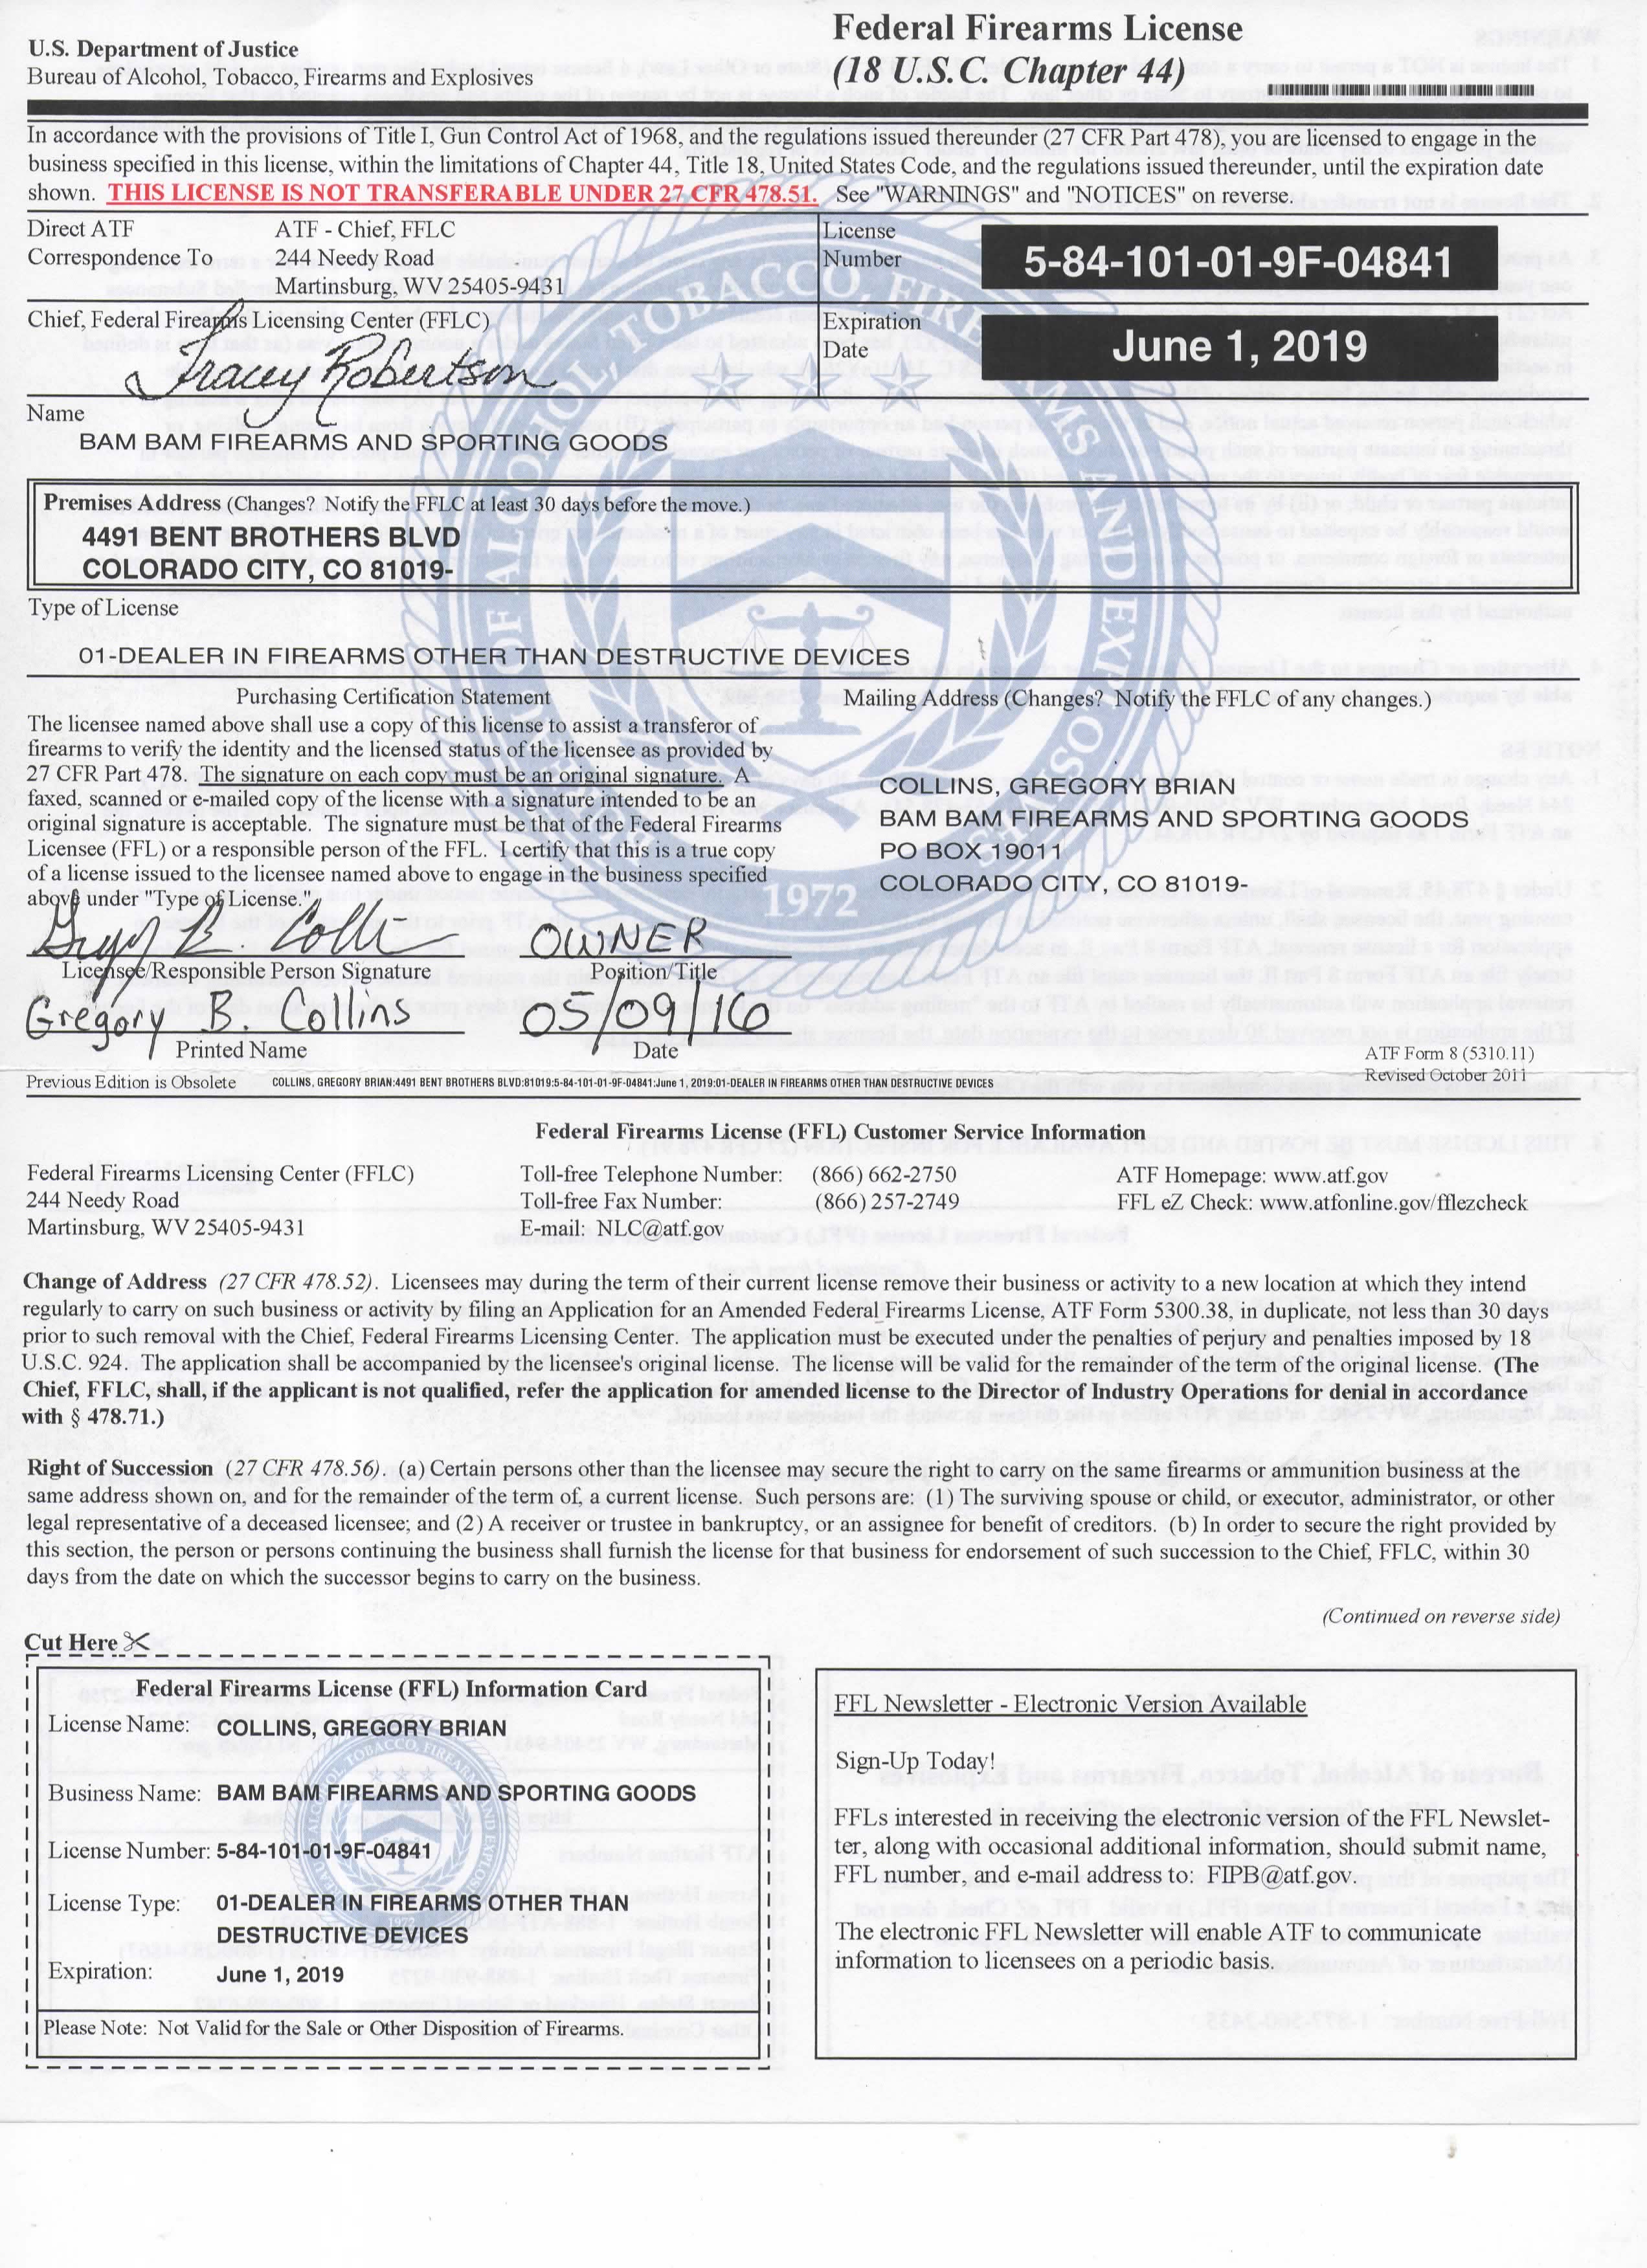 U.S. Department of Justice
Bureau of Alcohol, Tobacco, Firearms and Explosives
Federal Firearms License
(18 U.S.C. Chapter 44)
In accordance with the provisions of Title I, Gun Control Act of 1968, and the regulations issued thereunder (27 CFR Part 478), you are licensed to engage in the
business specified in this license, within the limitations of Chapter 44, Title 18, United States Code, and the regulations issued thereunder, until the expiration date
shown. THIS LICENSE IS NOT TRANSFERABLE UNDER 27 CFR 478.51. See "WARNINGS" and "NOTICES" on reverse.
Direct ATF
Correspondence To
ATF - Chief, FFLC
244 Needy Road
Martinsburg, WV 25405-9431
License
Number
5-84-101-01-9F-04841
Chief, Federal Firearms Licensing Center (FFLC)
Tracey Robertson
Expiration
Date
June 1, 2019
Name
BAM BAM FIREARMS AND SPORTING GOODS
Premises Address (Changes? Notify the FFLC at least 30 days before the move.)
4491 BENT BROTHERS BLVD
COLORADO CITY, CO 81019-
Type of License
01-DEALER IN FIREARMS OTHER THAN DESTRUCTIVE DEVICES
Purchasing Certification Statement
The licensee named above shall use a copy of this license to assist a transferor of
firearms to verify the identity and the licensed status of the licensee as provided by
27 CFR Part 478. The signature on each copy must be an original signature. A
faxed, scanned or e-mailed copy of the license with a signature intended to be an
original signature is acceptable. The signature must be that of the Federal Firearms
Licensee (FFL) or a responsible person of the FFL. I certify that this is a true copy
of a license issued to the licensee named above to engage in the business specified
above under "Type of License."
Mailing Address (Changes? Notify the FFLC of any changes.)
COLLINS, GREGORY BRIAN
BAM BAM FIREARMS AND SPORTING GOODS
PO BOX 19011
COLORADO CITY, CO 81019-
1972
OWNER
Licensee/Responsible Person Signature
Position/Title
Gregory B. Collins
05/09/16
Printed Name
Date
ATF Form 8 (5310.11)
Revised October 2011
Previous Edition is Obsolete
COLLINS, GREGORY BRIAN:4491 BENT BROTHERS BLVD:81019:5-84-101-01-9F-04841:June 1, 2019:01-DEALER IN FIREARMS OTHER THAN DESTRUCTIVE DEVICES
Federal Firearms License (FFL) Customer Service Information
Federal Firearms Licensing Center (FFLC)
244 Needy Road
Martinsburg, WV 25405-9431
Toll-free Telephone Number: (866) 662-2750
Toll-free Fax Number: (866) 257-2749
E-mail: NLC@atf.gov
ATF Homepage: www.atf.gov
FFL eZ Check: www.atfonline.gov/fflezcheck
Change of Address (27 CFR 478.52). Licensees may during the term of their current license remove their business or activity to a new location at which they intend
regularly to carry on such business or activity by filing an Application for an Amended Federal Firearms License, ATF Form 5300.38, in duplicate, not less than 30 days
prior to such removal with the Chief, Federal Firearms Licensing Center. The application must be executed under the penalties of perjury and penalties imposed by 18
U.S.C. 924. The application shall be accompanied by the licensee's original license. The license will be valid for the remainder of the term of the original license. (The
Chief, FFLC, shall, if the applicant is not qualified, refer the application for amended license to the Director of Industry Operations for denial in accordance
with § 478.71.)
Right of Succession (27 CFR 478.56). (a) Certain persons other than the licensee may secure the right to carry on the same firearms or ammunition business at the
same address shown on, and for the remainder of the term of, a current license. Such persons are: (1) The surviving spouse or child, or executor, administrator, or other
legal representative of a deceased licensee; and (2) A receiver or trustee in bankruptcy, or an assignee for benefit of creditors. (b) In order to secure the right provided by
this section, the person or persons continuing the business shall furnish the license for that business for endorsement of such succession to the Chief, FFLC, within 30
days from the date on which the successor begins to carry on the business.
(Continued on reverse side)
Cut Here
Federal Firearms License (FFL) Information Card
License Name: COLLINS, GREGORY BRIAN
Business Name: BAM BAM FIREARMS AND SPORTING GOODS
License Number: 5-84-101-01-9F-04841
License Type: 01-DEALER IN FIREARMS OTHER THAN
DESTRUCTIVE DEVICES
Expiration: June 1, 2019
Please Note: Not Valid for the Sale or Other Disposition of Firearms.
FFL Newsletter - Electronic Version Available
Sign-Up Today!
FFLs interested in receiving the electronic version of the FFL Newslet-
ter, along with occasional additional information, should submit name,
FFL number, and e-mail address to: FIPB@atf.gov.
The electronic FFL Newsletter will enable ATF to communicate
information to licensees on a periodic basis.